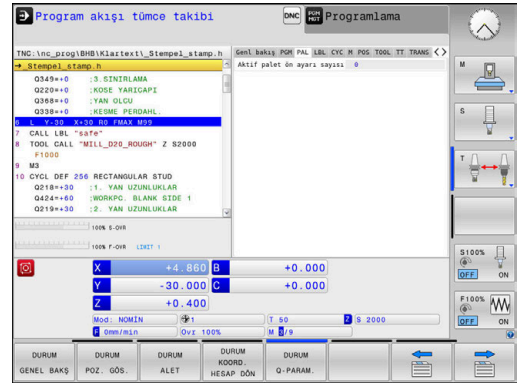 Program akışı tümce takibi
DNC
PGM
MGT
Programlama
TNC:\nc_prog\BHB\Klartext\_Stempel_stamp.h
→_Stempel_stamp.h
Q349=+0 ;3.SINIRLAMA
Q220=+0 ;KOSE YARICAPI
Q368=+0 ;YAN OLCU
Q338=+0 ;KESME PERDAHL.
6 L Y-30 X+30 R0 FMAX M99
7 CALL LBL "safe"
8 TOOL CALL "MILL_D20_ROUGH" Z S2000
F1000
9 M3
10 CYCL DEF 256 RECTANGULAR STUD
Q218=+30 ;1. YAN UZUNLUKLAR
Q424=+60 ;WORKPC. BLANK SIDE 1
Q219=+30 ;2. YAN UZUNLUKLAR
Genl bakış PGM PAL LBL CYC M POS TOOL TT TRANS
Aktif palet ön ayarı sayısı 0
100% S-OVR
100% F-OVR LIMIT 1
X +4.860 B +0.000
Y -30.000 C +0.000
Z +0.400
Mod: NOMİN 1 T 50 Z S 2000
F 0mm/min Ovr 100% M 5/9
M
S
T
S100%
OFF ON
F100%
OFF ON
DURUM
GENEL BAKŞ
DURUM
POZ. GÖS.
DURUM
ALET
DURUM
KOORD.
HESAP DÖN
DURUM
Q-PARAM.